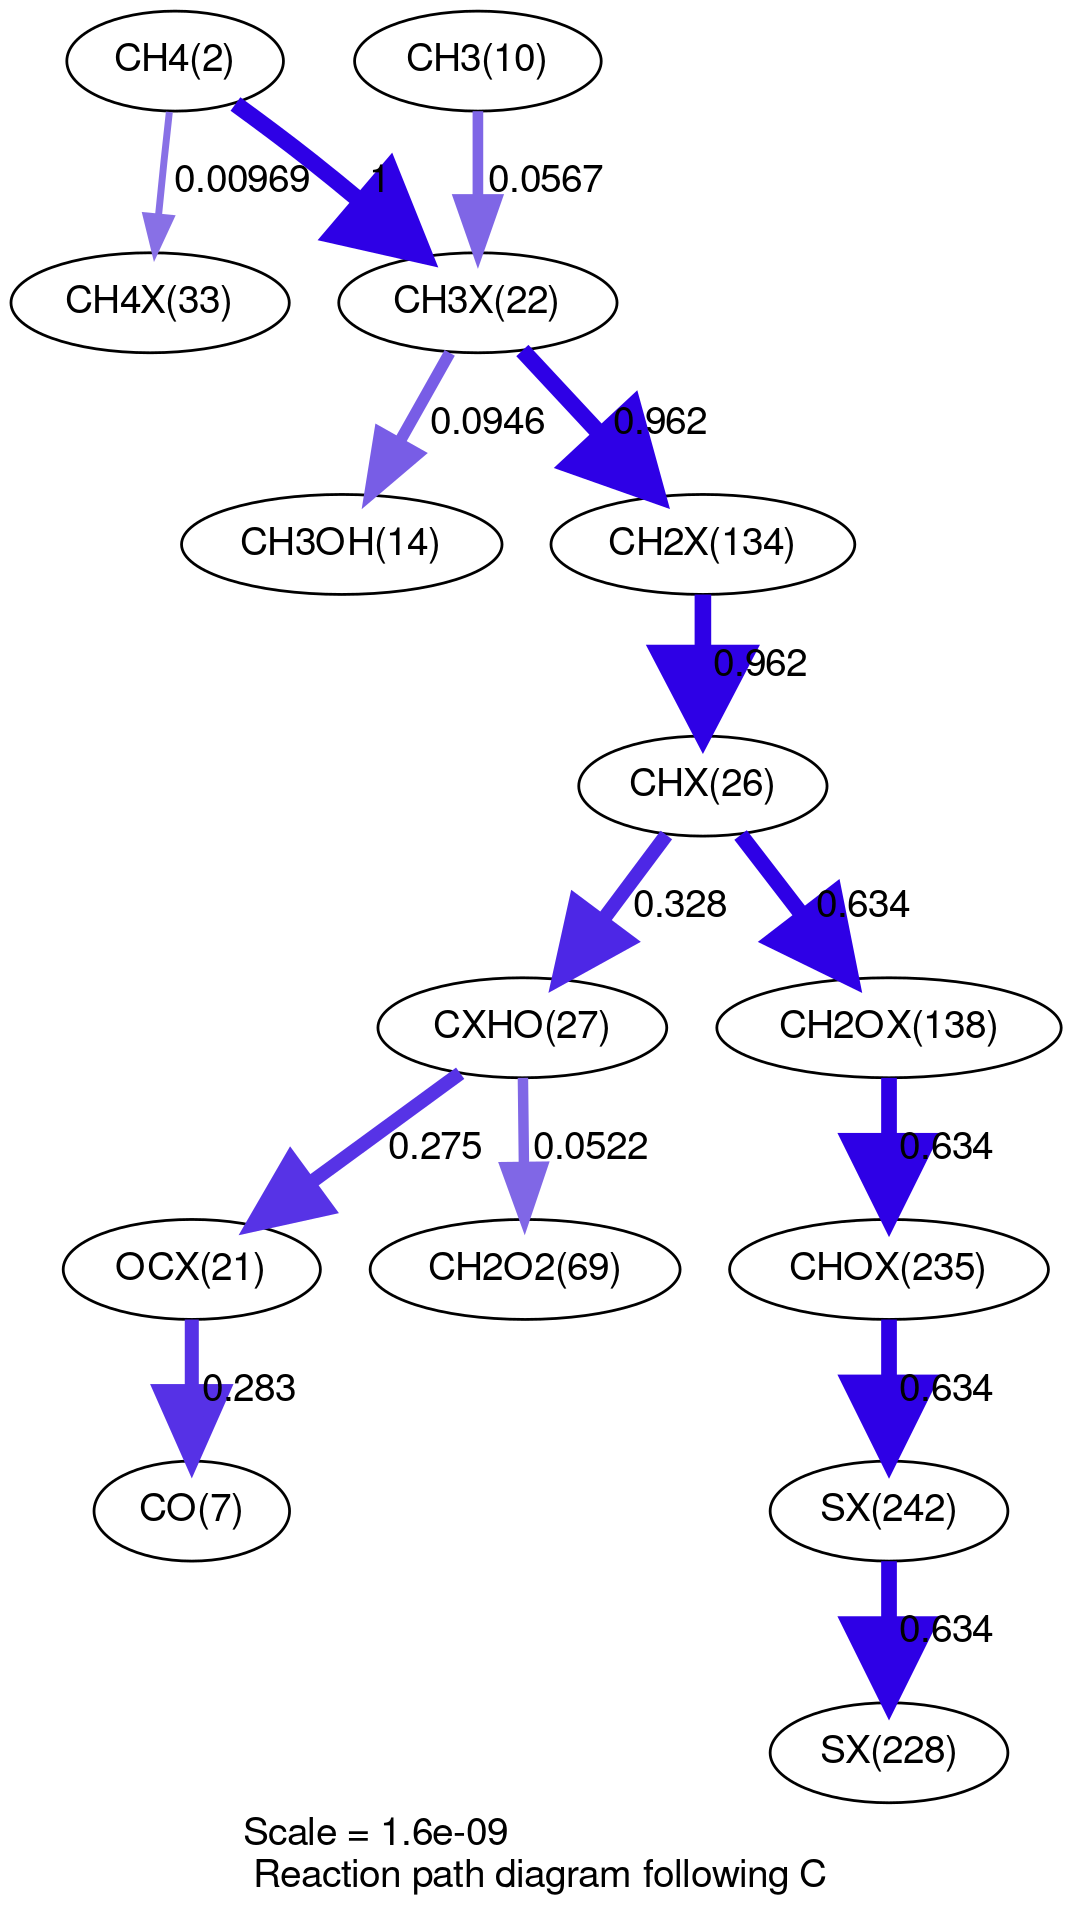 CH4(2)
CH3(10)
0.00969
1
0.0567
CH4X(33)
CH3X(22)
0.0946
0.962
CH3OH(14)
CH2X(134)
0.962
CHX(26)
0.328
0.634
CXHO(27)
CH2OX(138)
0.275
0.0522
0.634
OCX(21)
CH2O2(69)
CHOX(235)
0.283
0.634
CO(7)
SX(242)
0.634
SX(228)
Scale = 1.6e-09
Reaction path diagram following C